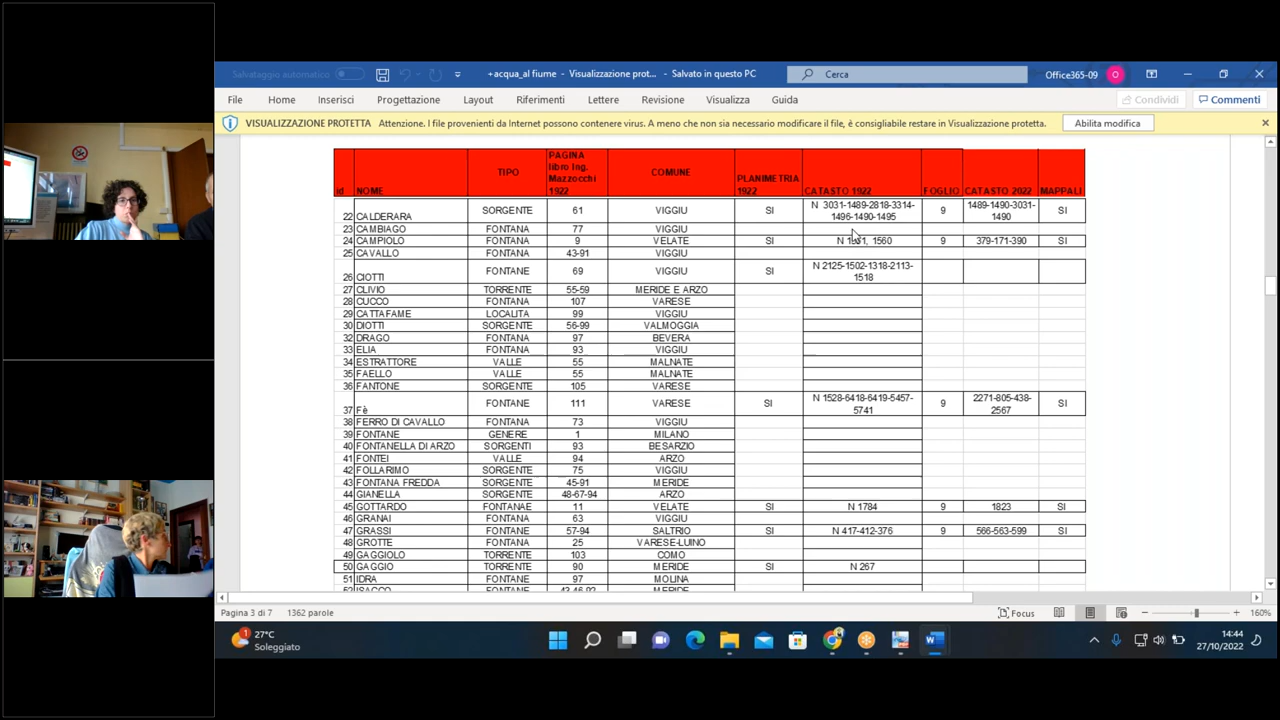 Salvataggio automatico
+acqua_al fiume - Visualizzazione prot... - Salvato in questo PC
Cerca
Office365-09
O
File Home Inserisci Progettazione Layout Riferimenti Lettere Revisione Visualizza Guida
Condividi
Commenti
VISUALIZZAZIONE PROTETTA Attenzione. I file provenienti da Internet possono contenere virus. A meno che non sia necessario modificare il file, è consigliabile restare in Visualizzazione protetta.
Abilita modifica
id NOME TIPO PAGINA libro Ing. Mazzocchi 1922 COMUNE PLANIMETRIA 1922 CATASTO 1922 FOGLIO CATASTO 2022 MAPPALI
22 CALDERARA SORGENTE 61 VIGGIU SI N 3031-1489-2818-3314-1496-1490-1495 9 1489-1490-3031-1490 SI
23 CAMBIAGO FONTANA 77 VIGGIU
24 CAMPIOLO FONTANA 9 VELATE SI 1560 9 379-171-390 SI
25 CAVALLO FONTANA 43-91 VIGGIU
26 CIOTTI FONTANE 69 VIGGIU SI N 2125-1502-1318-2113-1518
27 CLIVIO TORRENTE 55-59 MERIDE E ARZO
28 CUCCO FONTANA 107 VARESE
29 CATTAFAME LOCALITA 99 VIGGIU
30 DIOTTI SORGENTE 56-99 VALMOGGIA
32 DRAGO FONTANA 97 BEVERA
33 ELIA FONTANA 93 VIGGIU
34 ESTRATTORE VALLE 55 MALNATE
35 FAELLO VALLE 55 MALNATE
36 FANTONE SORGENTE 105 VARESE
37 Fè FONTANE 111 VARESE SI N 1528-6418-6419-5457-5741 9 2271-805-438-2567 SI
38 FERRO DI CAVALLO FONTANA 73 VIGGIU
39 FONTANE GENERE 1 MILANO
40 FONTANELLA DI ARZO SORGENTI 93 BESARZIO
41 FONTEI VALLE 94 ARZO
42 FOLLARIMO SORGENTE 75 VIGGIU
43 FONTANA FREDDA SORGENTE 45-91 MERIDE
44 GIANELLA SORGENTE 48-67-94 ARZO
45 GOTTARDO FONTANAE 11 VELATE SI N 1784 9 1823 SI
46 GRANAI FONTANA 63 VIGGIU
47 GRASSI FONTANE 57-94 SALTRIO SI N 417-412-376 9 566-563-599 SI
48 GROTTE FONTANA 25 VARESE-LUINO
49 GAGGIOLO TORRENTE 103 COMO
50 GAGGIO TORRENTE 90 MERIDE SI N 267
51 IDRA FONTANE 97 MOLINA
52 ISACCO FONTANA MERIDE
Pagina 3 di 7 1362 parole
Focus
160%
1
27°C
Soleggiato
14:44
27/10/2022